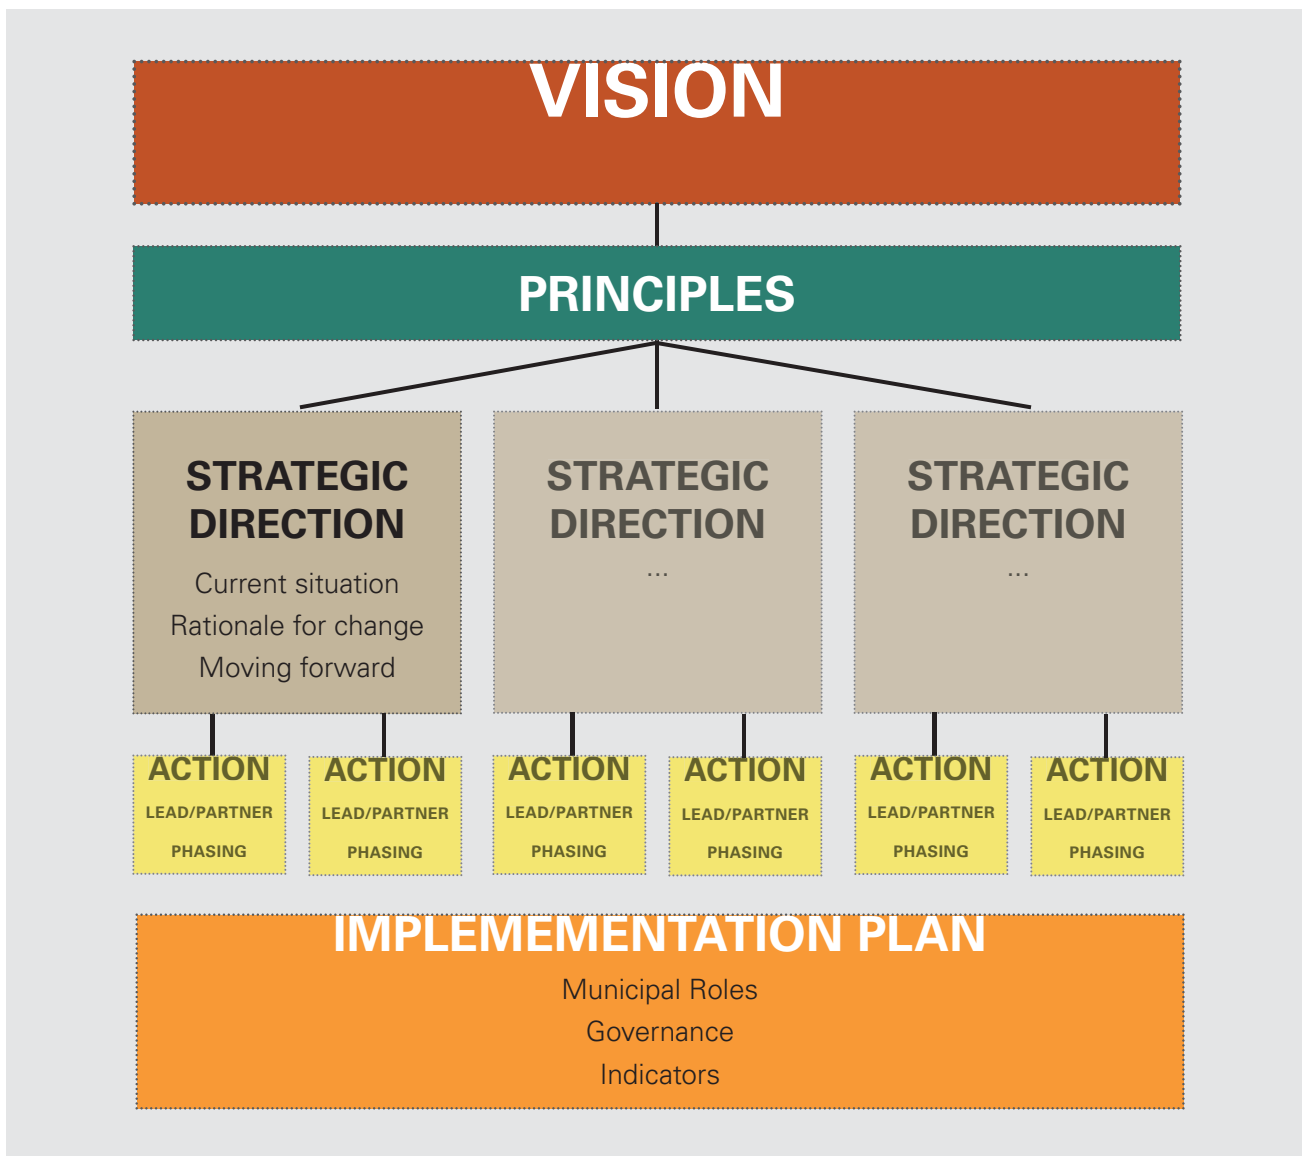 VISION
PRINCIPLES
STRATEGIC
DIRECTION
Current situation
Rationale for change
Moving forward
STRATEGIC
DIRECTION
...
STRATEGIC
DIRECTION
...
ACTION
LEAD/PARTNER
PHASING
ACTION
LEAD/PARTNER
PHASING
ACTION
LEAD/PARTNER
PHASING
ACTION
LEAD/PARTNER
PHASING
ACTION
LEAD/PARTNER
PHASING
ACTION
LEAD/PARTNER
PHASING
IMPLEMEMENTATION PLAN
Municipal Roles
Governance
Indicators